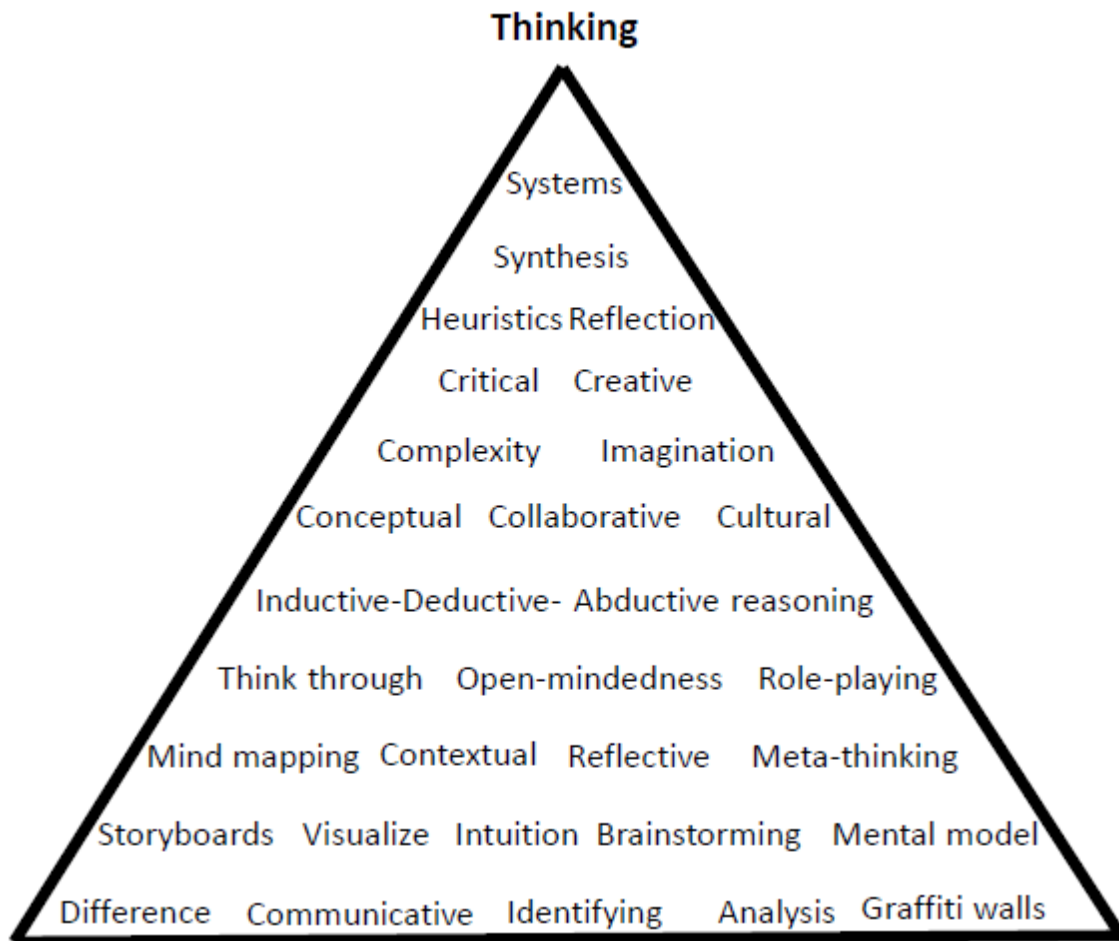 Thinking
Systems
Synthesis
Heuristics Reflection
Critical Creative
Complexity Imagination
Conceptual Collaborative Cultural
Inductive-Deductive- Abductive reasoning
Think through Open-mindedness Role-playing
Mind mapping Contextual Reflective Meta-thinking
Storyboards Visualize Intuition Brainstorming Mental model
Difference Communicative Identifying Analysis Graffiti walls